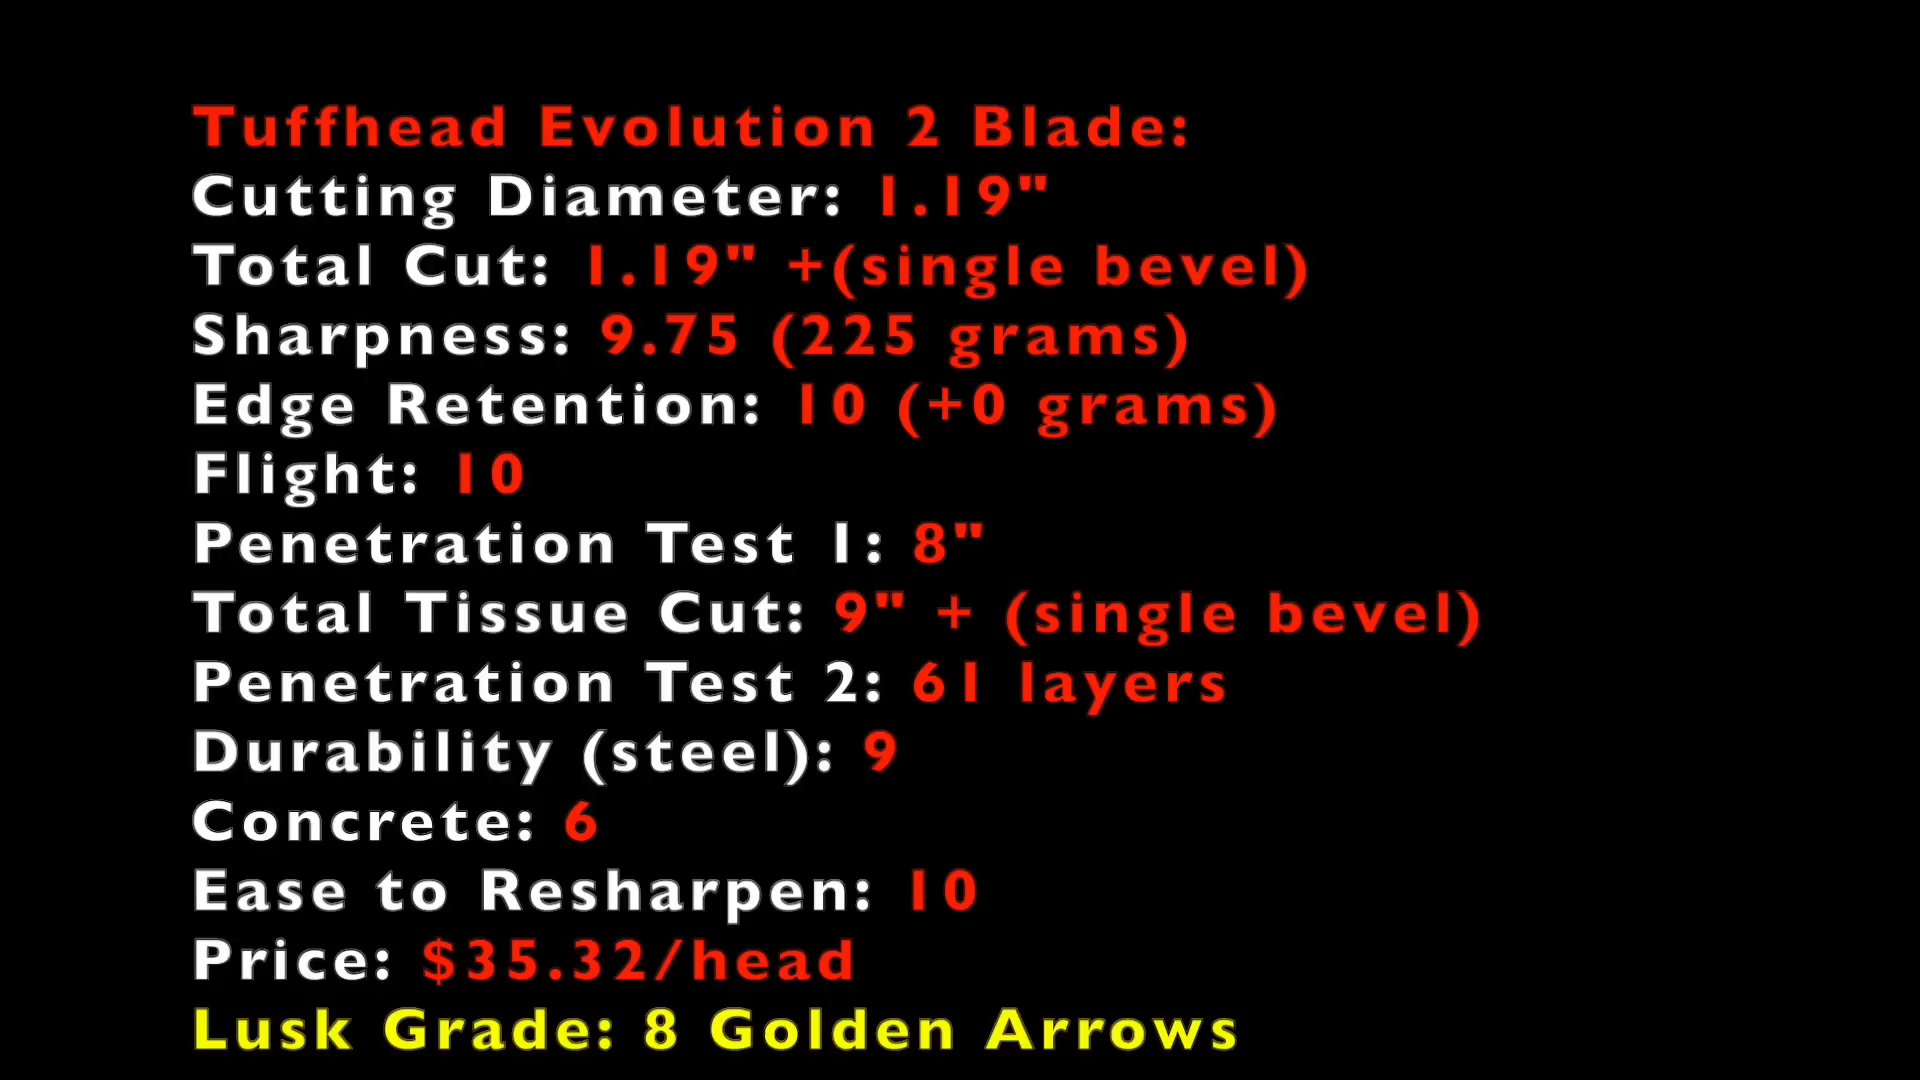 Tuffhead Evolution 2 Blade:
Cutting Diameter: 1.19"
Total Cut: 1.19" +(single bevel)
Sharpness: 9.75 (225 grams)
Edge Retention: 10 (+0 grams)
Flight: 10
Penetration Test 1: 8"
Total Tissue Cut: 9" + (single bevel)
Penetration Test 2: 61 layers
Durability (steel): 9
Concrete: 6
Ease to Resharpen: 10
Price: $35.32/head
Lusk Grade: 8 Golden Arrows